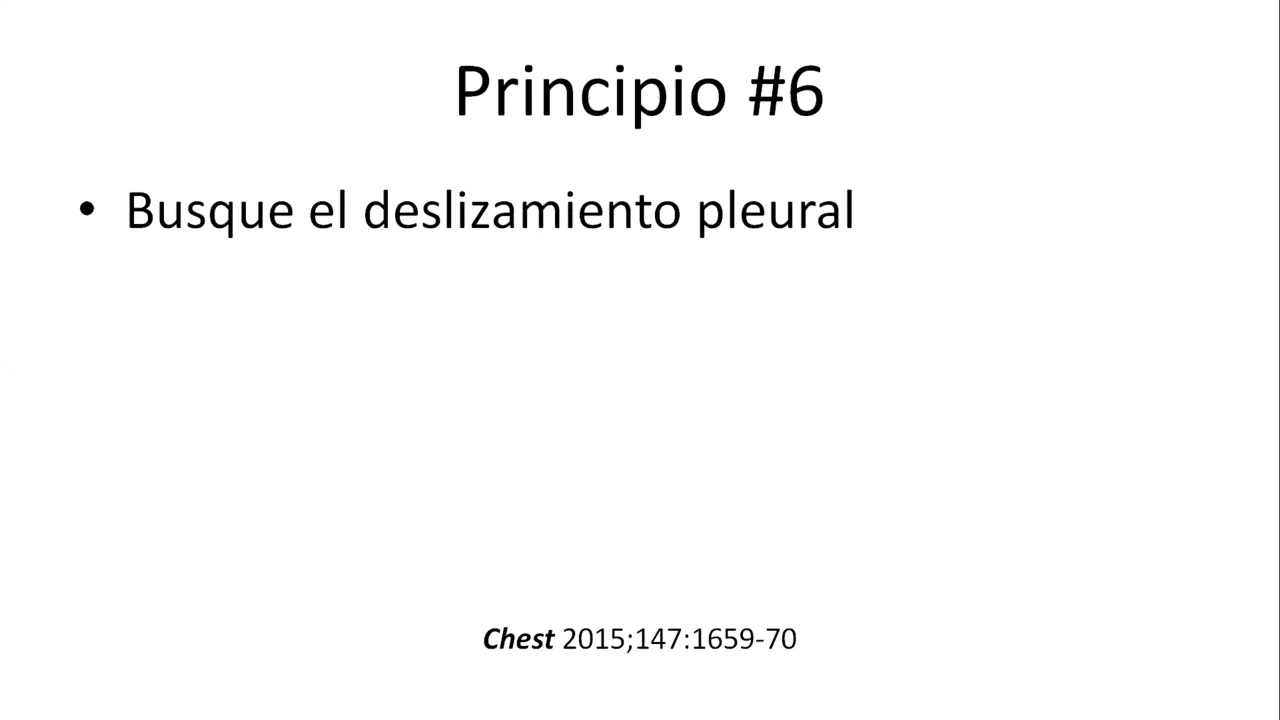 Principio #6
• Busque el deslizamiento pleural
Chest 2015;147:1659-70